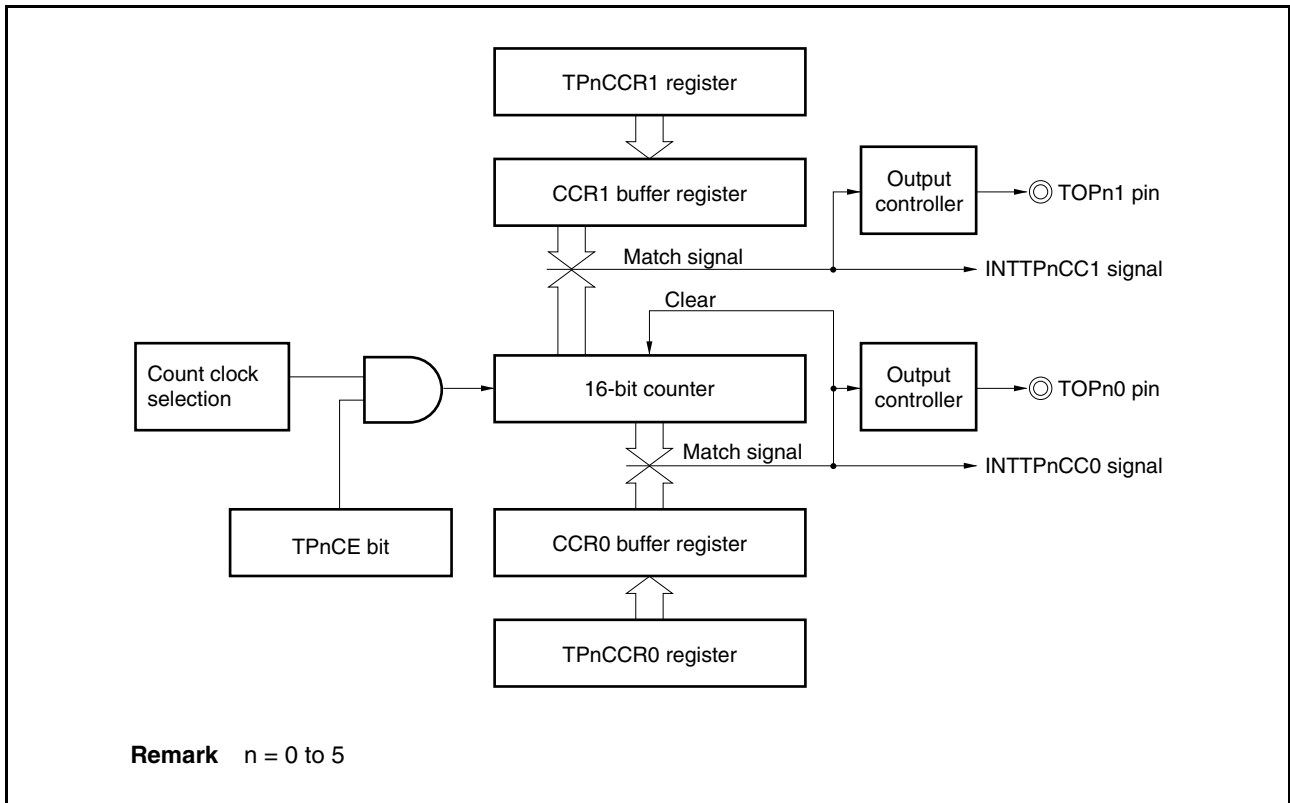 TPnCCR1 register
CCR1 buffer register
Output
controller
TOPn1 pin
Match signal
INTTPnCC1 signal
Clear
Count clock
selection
16-bit counter
Output
controller
TOPn0 pin
Match signal
INTTPnCC0 signal
TPnCE bit
CCR0 buffer register
TPnCCR0 register
Remark n = 0 to 5